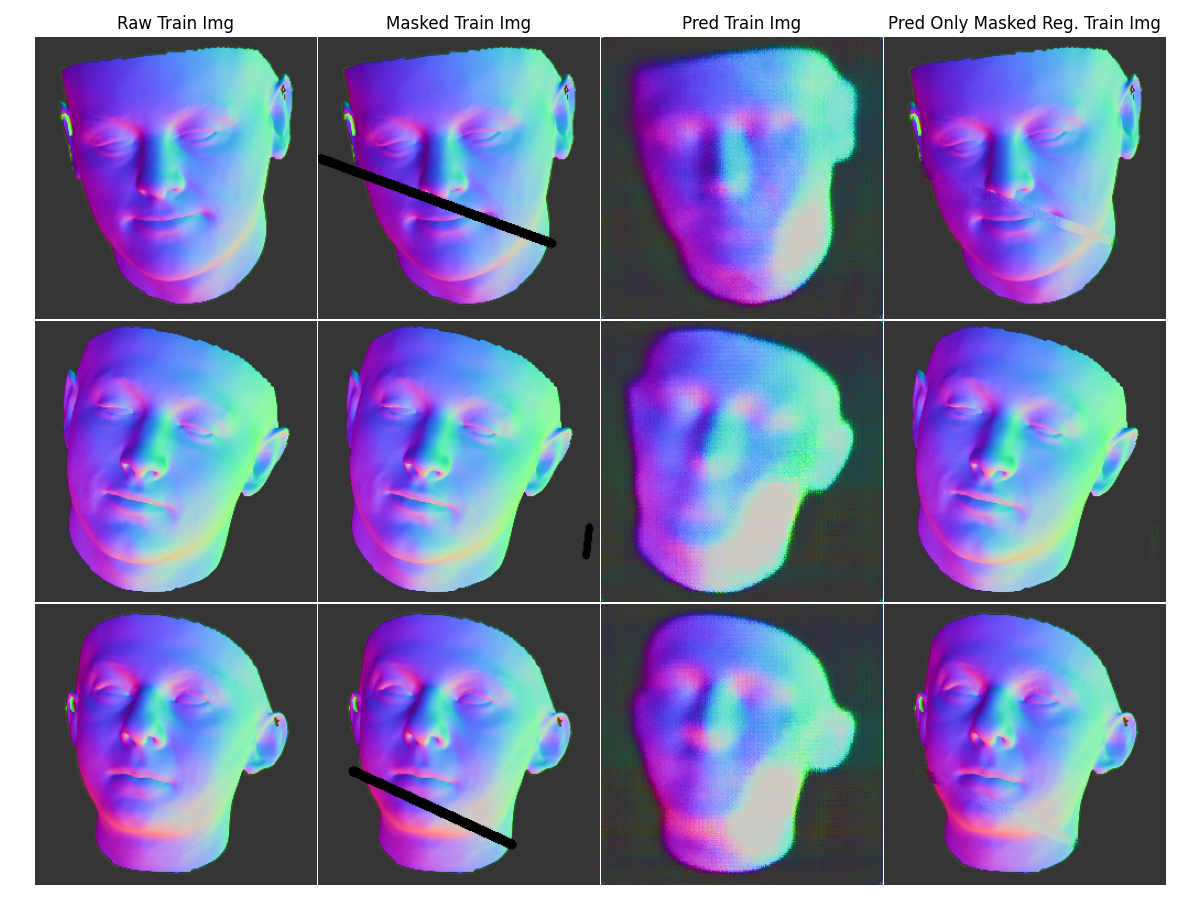 Raw Train Img
Masked Train Img
Pred Train Img
Pred Only Masked Reg. Train Img